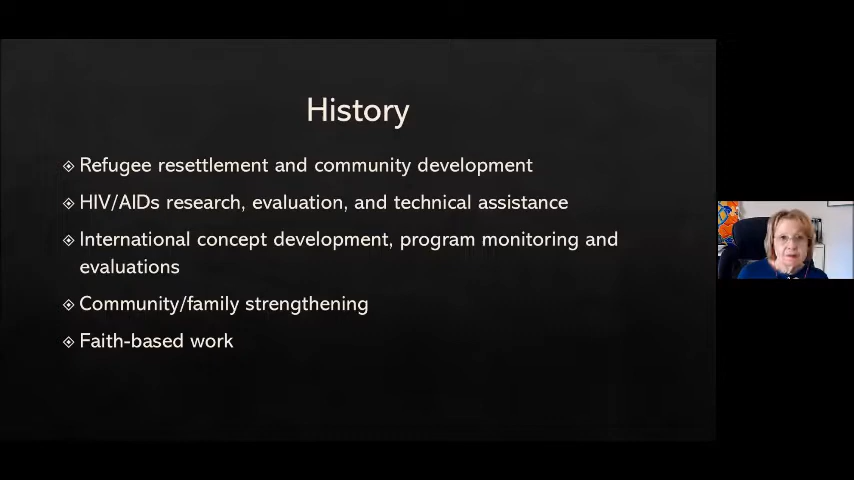 History
Refugee resettlement and community development
HIV/AIDs research, evaluation, and technical assistance
International concept development, program monitoring and
evaluations
Community/family strengthening
Faith-based work